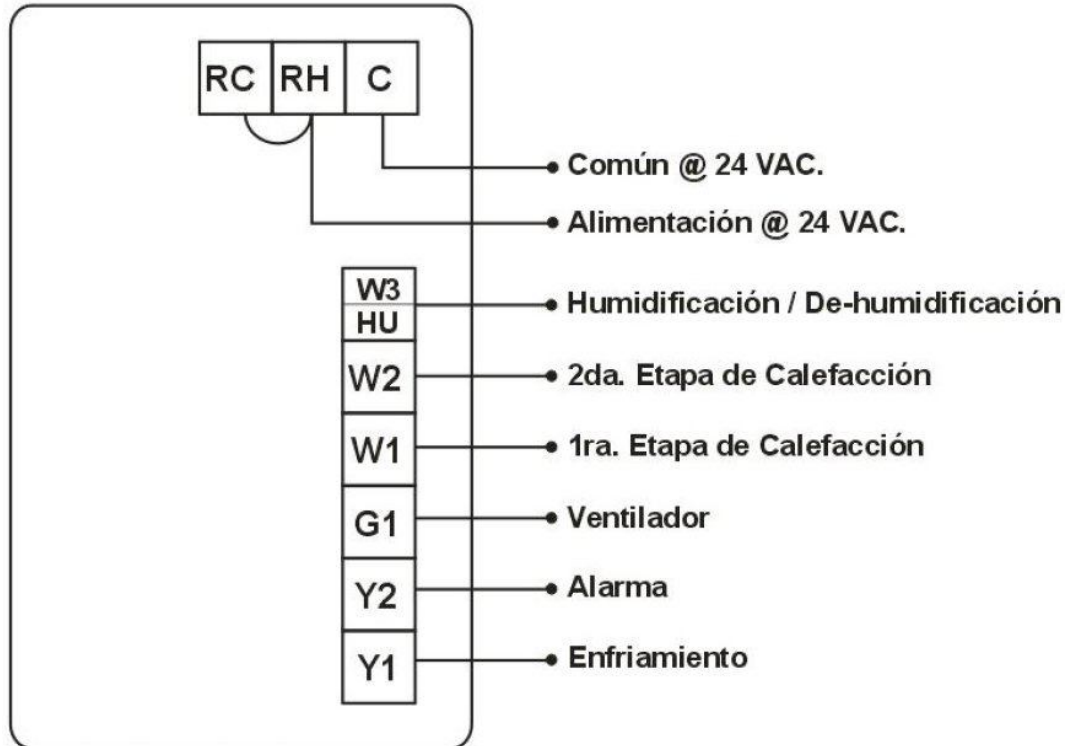 RC RH C
Común @ 24 VAC.
Alimentación @ 24 VAC.
W3
HU
Humidificación / De-humidificación
W2 2da. Etapa de Calefacción
W1 1ra. Etapa de Calefacción
G1 Ventilador
Y2 Alarma
Y1 Enfriamiento